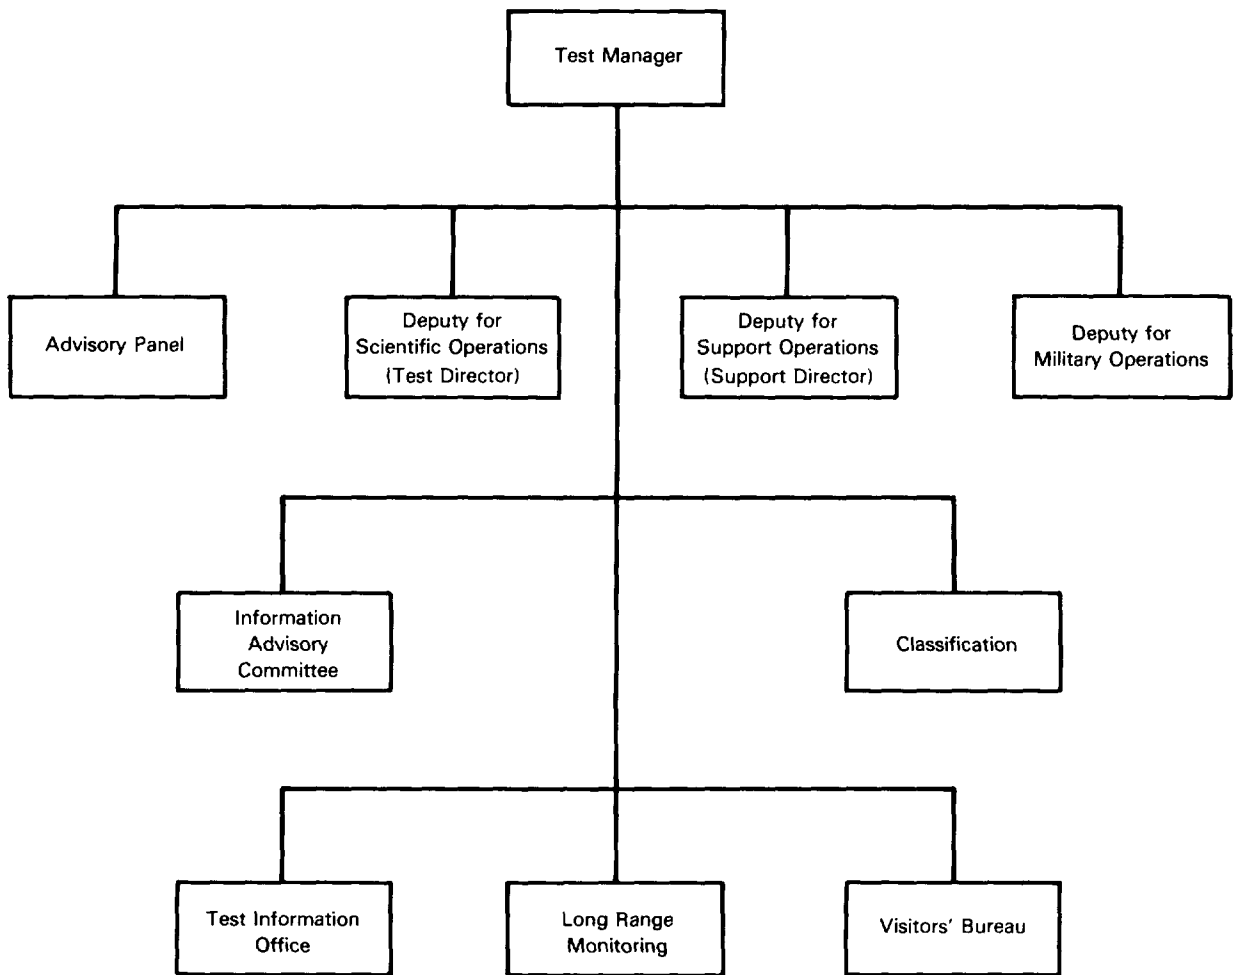 Test Manager
Advisory Panel
Deputy for
Scientific Operations
(Test Director)
Deputy for
Support Operations
(Support Director)
Deputy for
Military Operations
Information
Advisory
Committee
Classification
Test Information
Office
Long Range
Monitoring
Visitors' Bureau